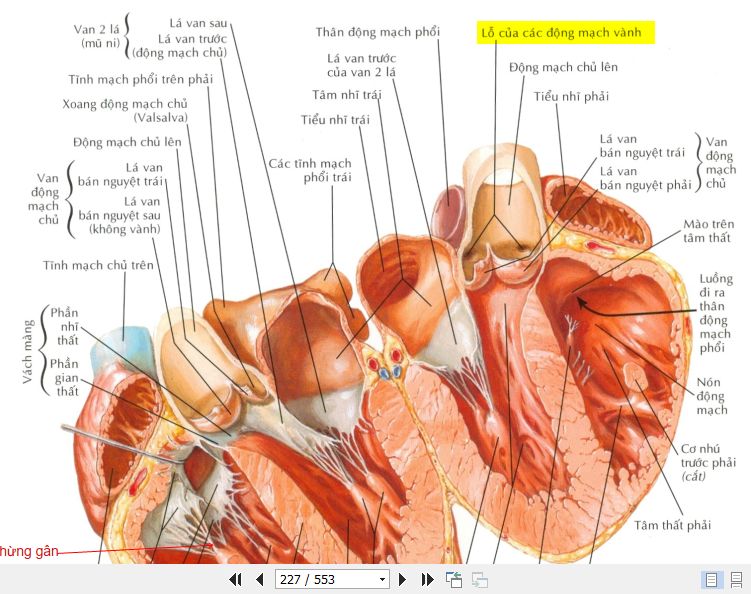 Van 2 lá
(mũ ni)
Lá van sau
Lá van trước
(động mạch chủ)
Tĩnh mạch phổi trên phải
Xoang động mạch chủ
(Valsalva)
Động mạch chủ lên
Van
động
mạch
chủ
Lá van
bán nguyệt trái
Lá van
bán nguyệt sau
(không vành)
Tĩnh mạch chủ trên
Vách màng
Phần
nhĩ
thất
Phần
gian
thất
hừng gân
Thân động mạch phổi
Lá van trước
của van 2 lá
Tâm nhĩ trái
Tiểu nhĩ trái
Các tĩnh mạch
phổi trái
Lỗ của các động mạch vành
Động mạch chủ lên
Tiểu nhĩ phải
Lá van
bán nguyệt trái
Lá van
bán nguyệt phải
Van
động
mạch
chủ
Mào trên
tâm thất
Luồng
đi ra
thân
động
mạch
phổi
Nón
động
mạch
Cơ nhú
trước phải
(cắt)
Tâm thất phải
227 / 553